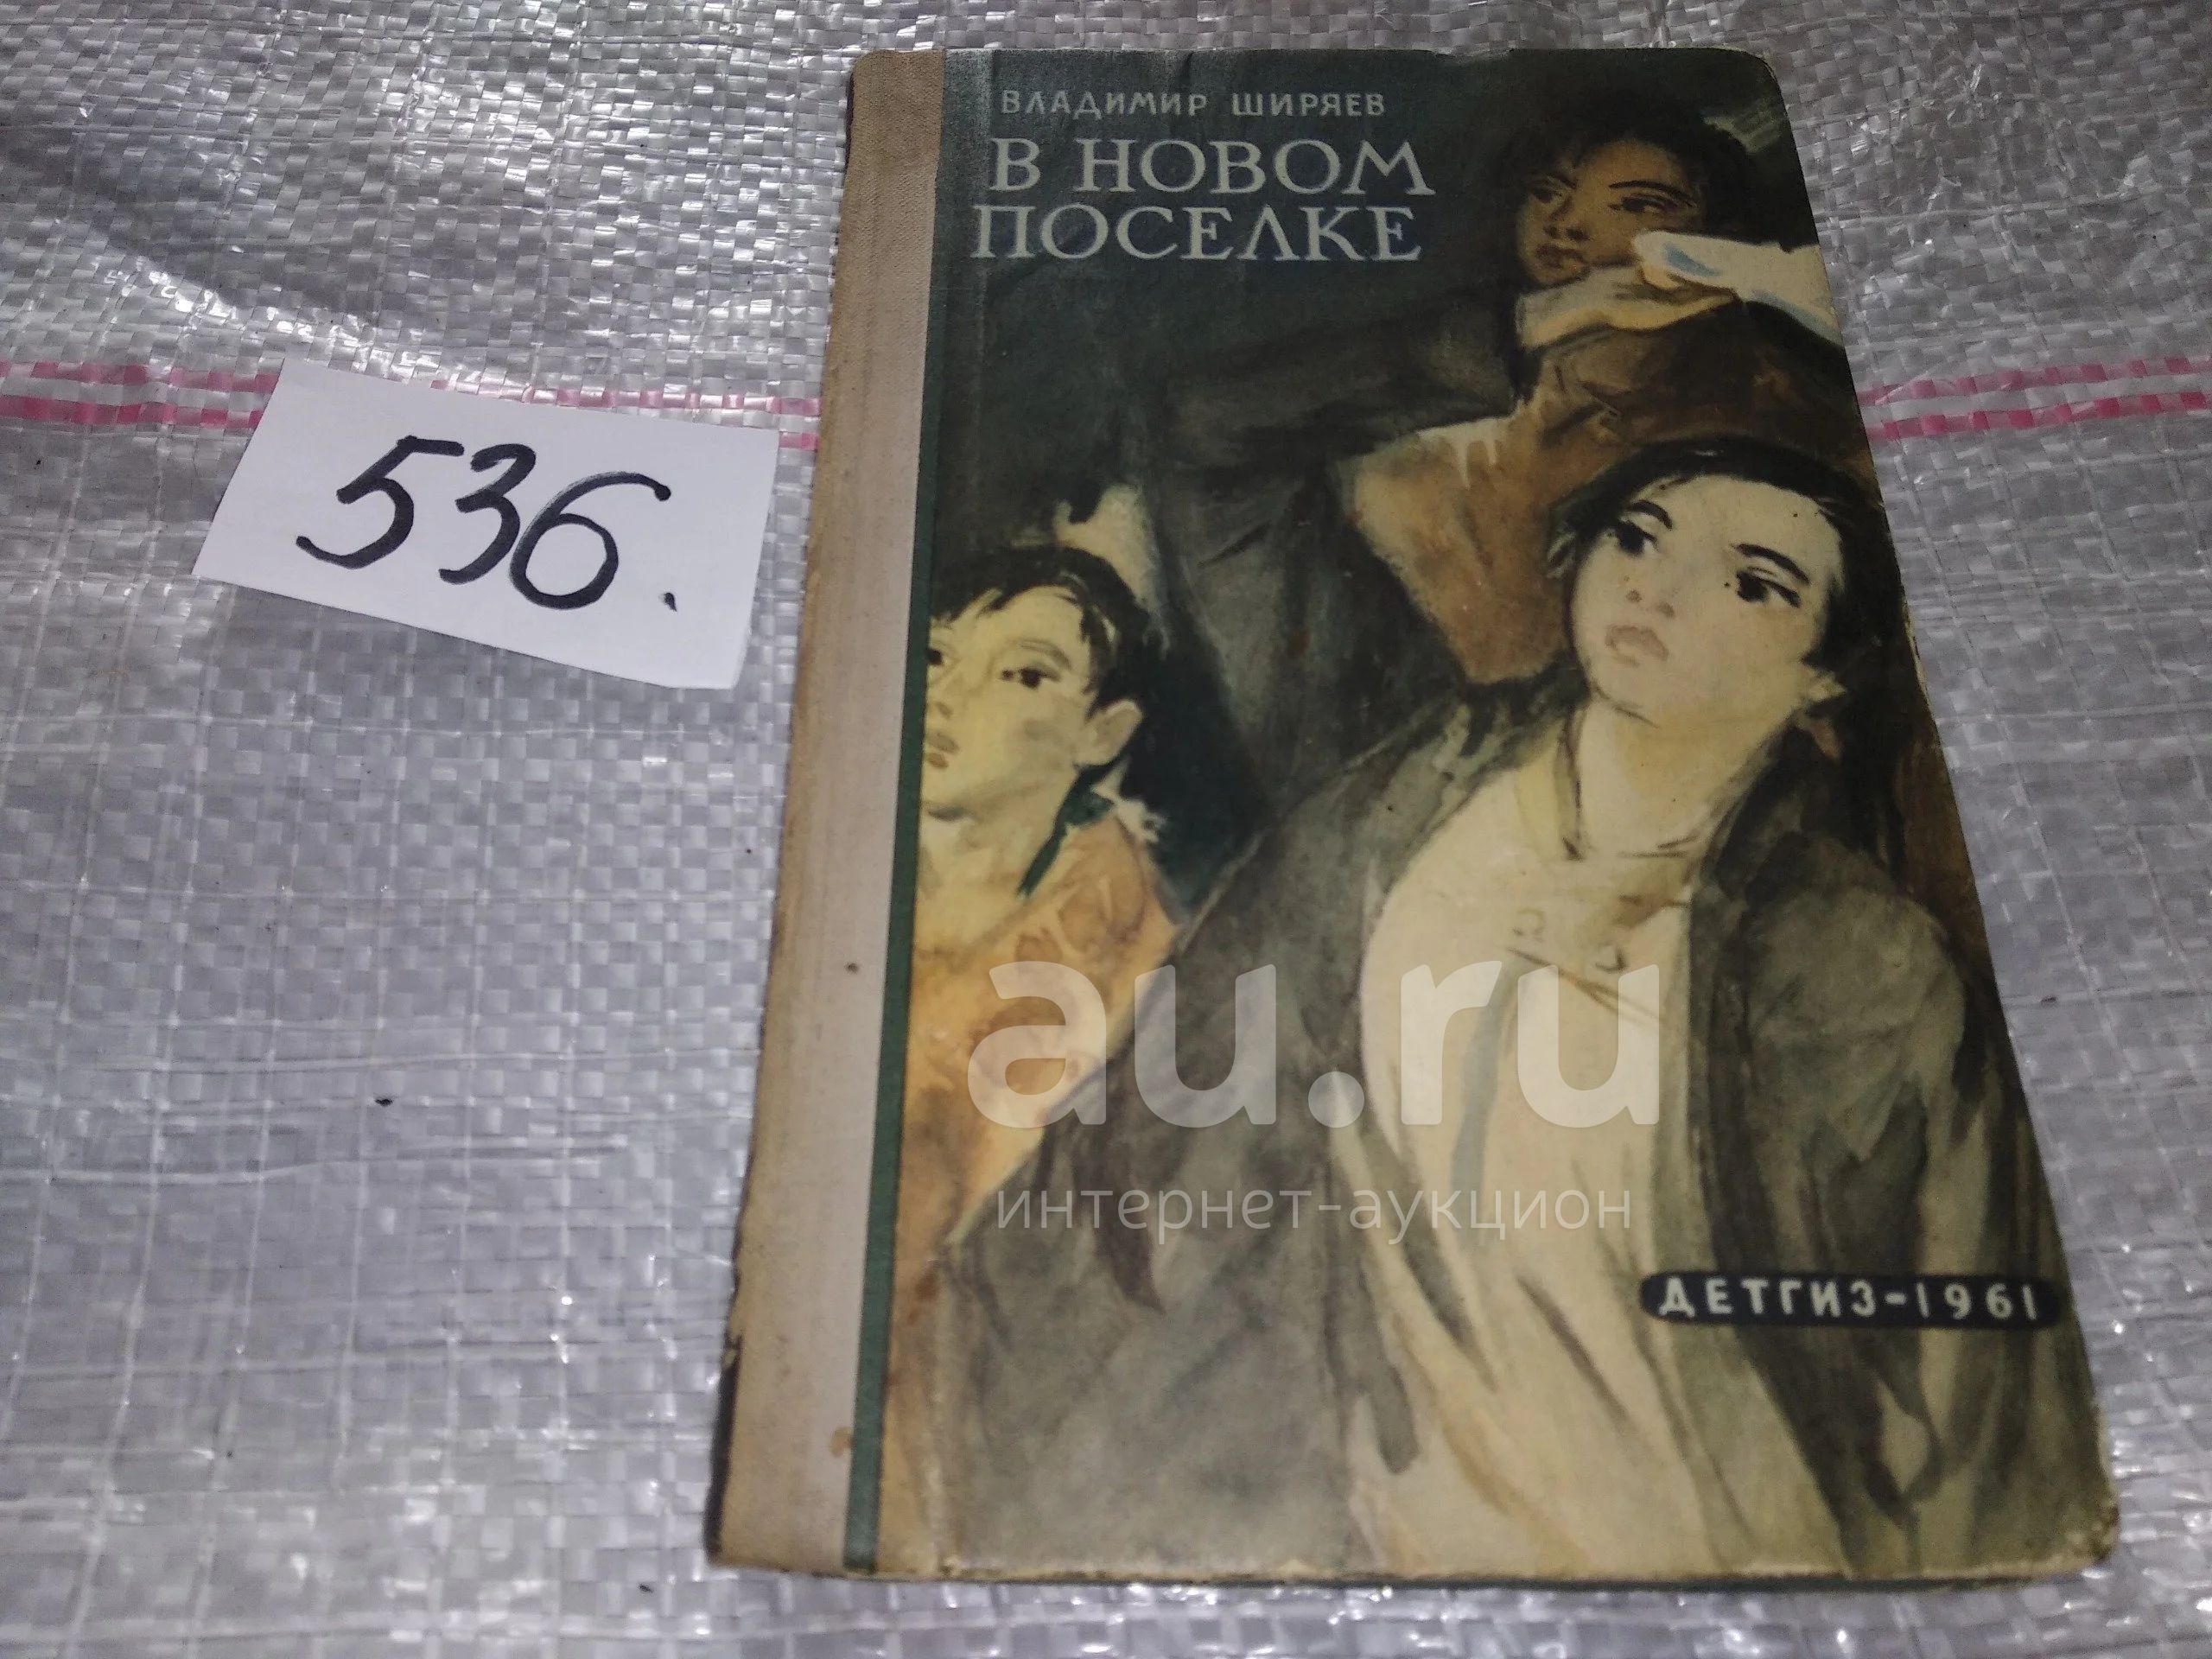 ВЛАДИМИР ШИРЯЕВ
В НОВОМ
ПОСЕЛКЕ
536.
au.ru
интернет-аукцион
ДЕТГИЗ-1961